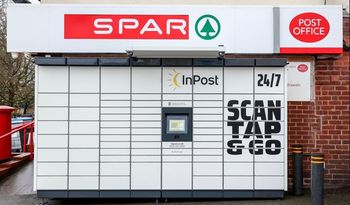 SPAR
POST
OFFICE
InPost
24/7
SCAN
TAP
& GO